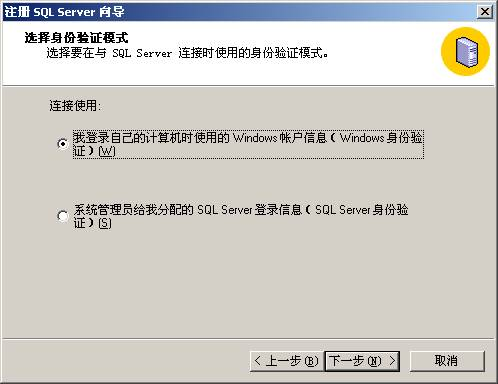 注册 SQL Server 向导
选择身份验证模式
选择要在与 SQL Server 连接时使用的身份验证模式。
连接使用:
我登录自己的计算机时使用的 Windows 帐户信息(Windows 身份验
证)(W)
系统管理员给我分配的 SQL Server 登录信息(SQL Server 身份验
证)(S)
< 上一步(B) 下一步(N) > 取消